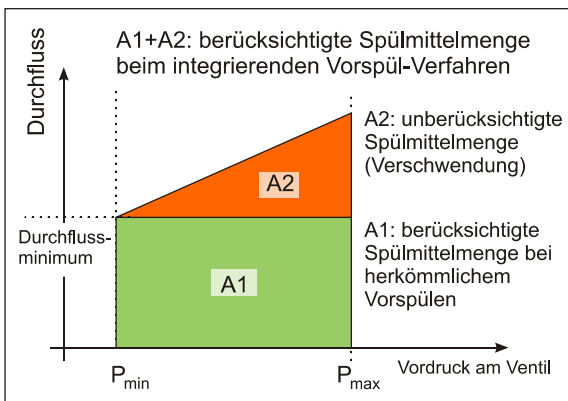 A1+A2: berücksichtigte Spülmittelmenge
beim integrierenden Vorspül-Verfahren
Durchfluss
A2: unberücksichtigte
Spülmittelmenge
(Verschwendung)
A2
Durchfluss-
minimum
A1: berücksichtigte
Spülmittelmenge bei
herkömmlichem
Vorspülen
A1
Vordruck am Ventil
Pmin
Pmax